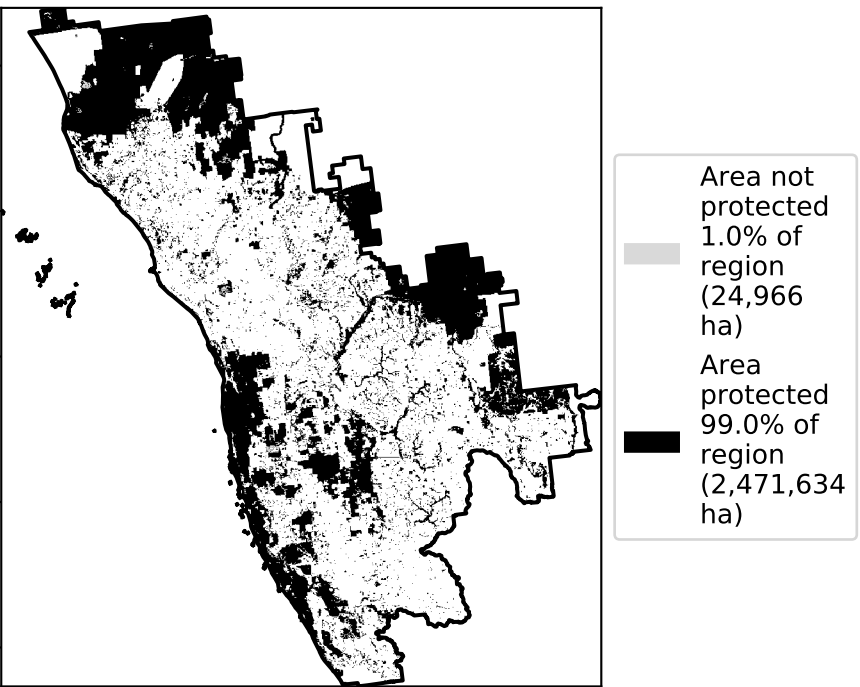 Area not
protected
1.0% of
region
(24,966
ha)
Area
protected
99.0% of
region
(2,471,634
ha)